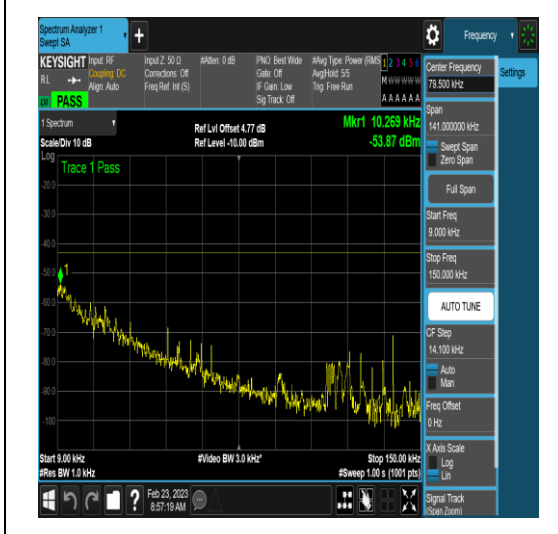 Spectrum Analyzer 1
Swept SA
+
Frequency
KEYSIGHT
RL
Input: RF
Coupling: DC
Align: Auto
Input Z: 50 Ω
Corrections: Off
Freq Ref: Int (S)
#Atten: 0 dB
PNO: Best Wide
Gate: Off
IF Gain: Low
Sig Track: Off
#Avg Type: Power (RMS
Avg|Hold: 5/5
Trig: Free Run
1 2 3 4 5 6
M W W W W W
A A A A A A
PASS
1 Spectrum
Scale/Div 10 dB
Ref Lvl Offset 4.77 dB
Ref Level -10.00 dBm
Mkr1 10.269 kHz
-53.87 dBm
Log
Trace 1 Pass
-20.0
-30.0
-40.0
1
-50.0
-60.0
-70.0
-80.0
-90.0
-100
Start 9.00 kHz
#Res BW 1.0 kHz
#Video BW 3.0 kHz*
Stop 150.00 kHz
#Sweep 1.00 s (1001 pts)
Feb 23, 2023
8:57:19 AM
?
Center Frequency
79.500 kHz
Settings
Span
141.000000 kHz
Swept Span
Zero Span
Full Span
Start Freq
9.000 kHz
Stop Freq
150.000 kHz
AUTO TUNE
CF Step
14.100 kHz
Auto
Man
Freq Offset
0 Hz
X Axis Scale
Log
Lin
Signal Track
(Span Zoom)